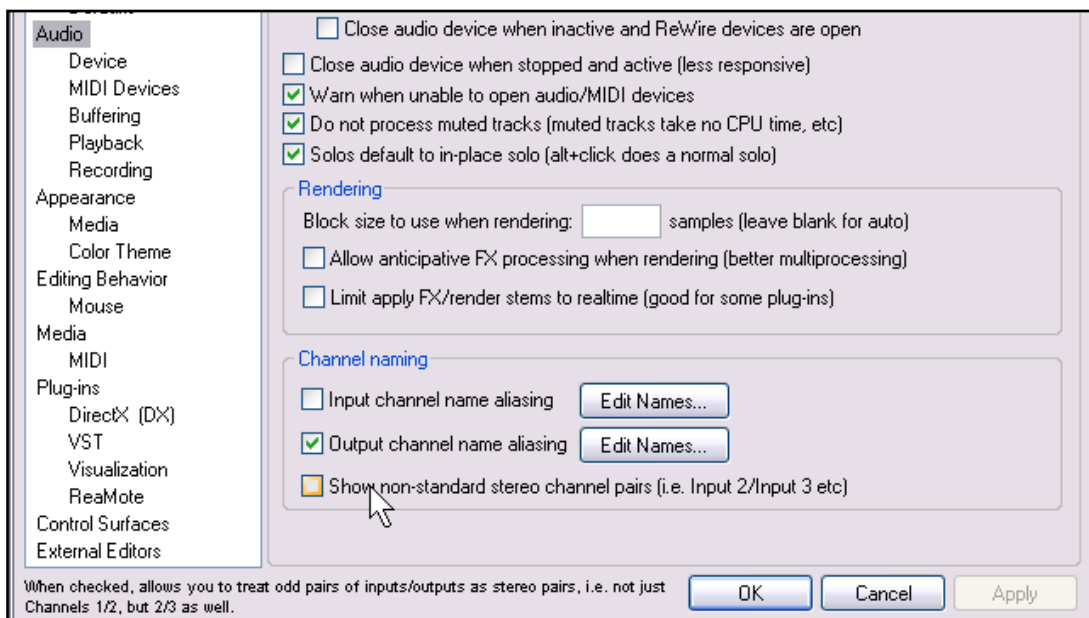 Audio
Device
MIDI Devices
Buffering
Playback
Recording
Appearance
Media
Color Theme
Editing Behavior
Mouse
Media
MIDI
Plug-ins
DirectX (DX)
VST
Visualization
ReaMote
Control Surfaces
External Editors
Close audio device when inactive and ReWire devices are open
Close audio device when stopped and active (less responsive)
Warn when unable to open audio/MIDI devices
Do not process muted tracks (muted tracks take no CPU time, etc)
Solos default to in-place solo (alt+click does a normal solo)
Rendering
Block size to use when rendering: samples (leave blank for auto)
Allow anticipative FX processing when rendering (better multiprocessing)
Limit apply FX/render stems to realtime (good for some plug-ins)
Channel naming
Input channel name aliasing Edit Names...
Output channel name aliasing Edit Names...
Show non-standard stereo channel pairs (i.e. Input 2/Input 3 etc)
When checked, allows you to treat odd pairs of inputs/outputs as stereo pairs, i.e. not just
Channels 1/2, but 2/3 as well.
OK Cancel Apply